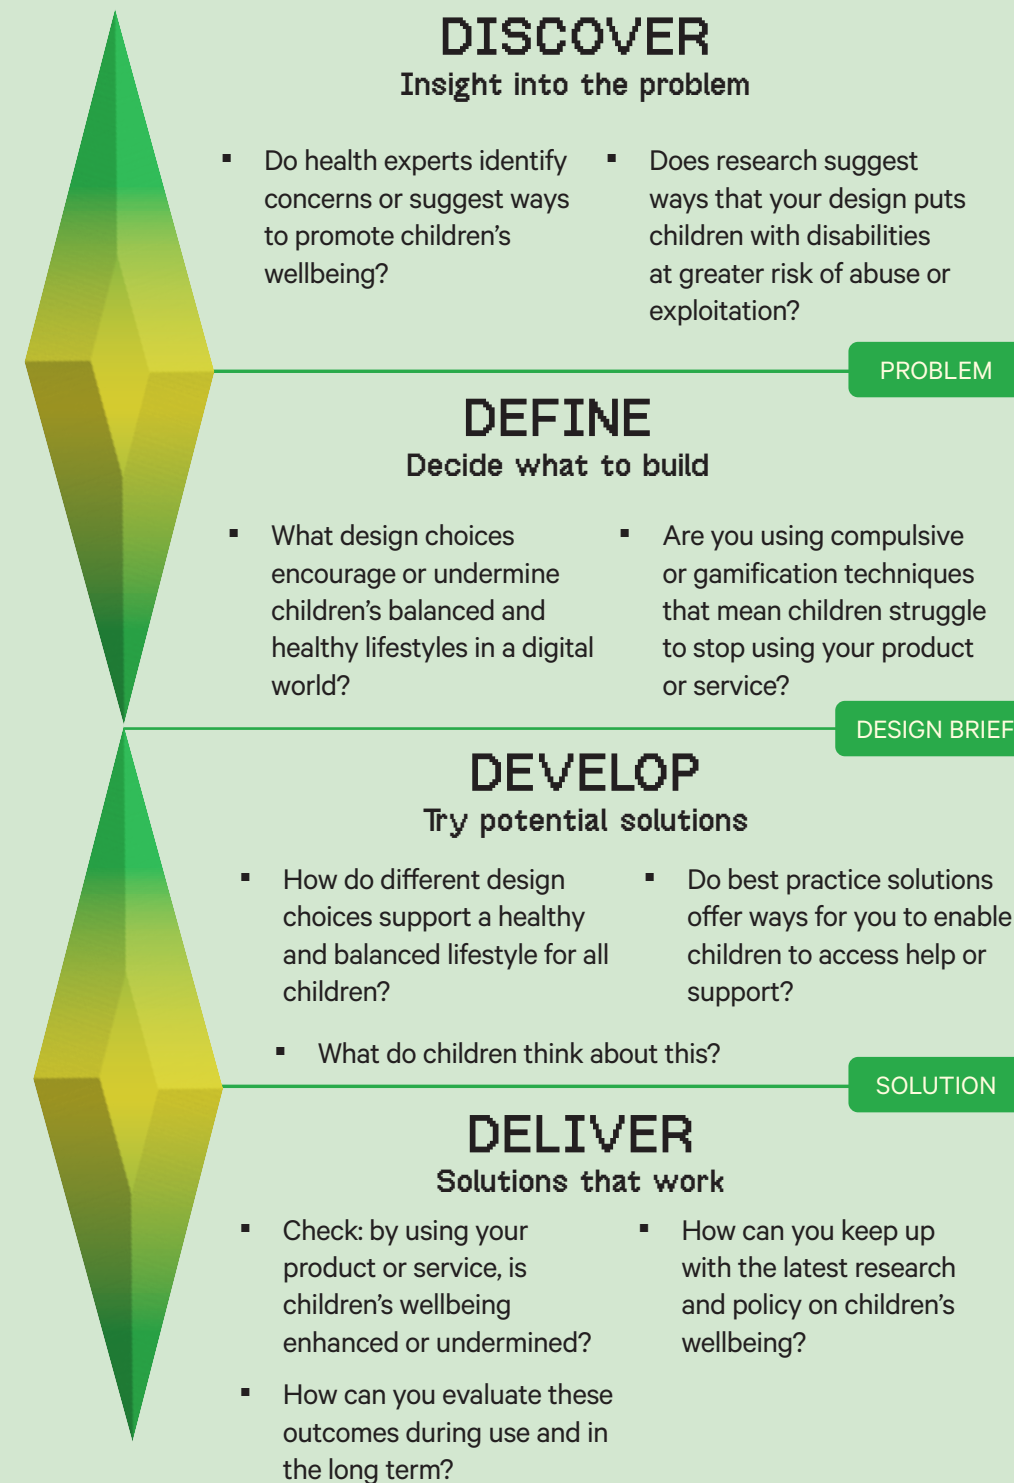 DISCOVER
Insight into the problem
▪ Do health experts identify
concerns or suggest ways
to promote children’s
wellbeing?
▪ Does research suggest
ways that your design puts
children with disabilities
at greater risk of abuse or
exploitation?
PROBLEM
DEFINE
Decide what to build
▪ What design choices
encourage or undermine
children’s balanced and
healthy lifestyles in a digital
world?
▪ Are you using compulsive
or gamification techniques
that mean children struggle
to stop using your product
or service?
DESIGN BRIEF
DEVELOP
Try potential solutions
▪ How do different design
choices support a healthy
and balanced lifestyle for all
children?
▪ Do best practice solutions
offer ways for you to enable
children to access help or
support?
▪ What do children think about this?
SOLUTION
DELIVER
Solutions that work
▪ Check: by using your
product or service, is
children’s wellbeing
enhanced or undermined?
▪ How can you keep up
with the latest research
and policy on children’s
wellbeing?
▪ How can you evaluate these
outcomes during use and in
the long term?